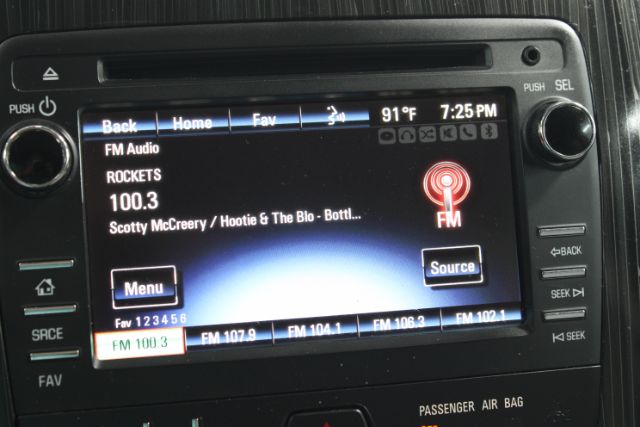 PUSH
Back Home Fav 91°F 7:25 PM
PUSH SEL
FM Audio
ROCKETS
100.3
FM
Scotty McCreery / Hootie & The Blo - Bottl...
Menu
Source
BACK
SEEK
SEEK
SRCE
FAV
Fav 1 2 3 4 5 6
FM 100.3 FM 107.9 FM 104.1 FM 106.3 FM 102.1
PASSENGER AIR BAG